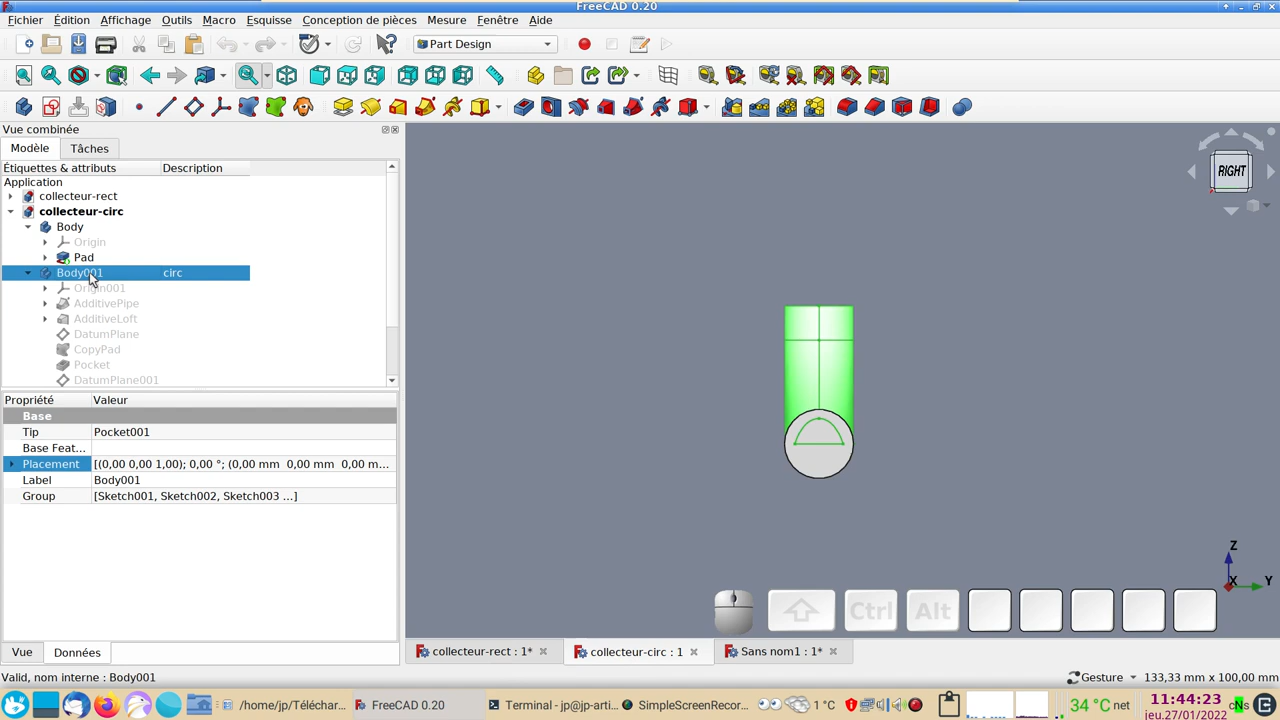 FreeCAD 0.20
Fichier Édition Affichage Outils Macro Esquisse Conception de pièces Mesure Fenêtre Aide
Part Design
Vue combinée
Modèle Tâches
Étiquettes & attributs Description
Application
collecteur-rect
collecteur-circ
Body
Origin
Pad
Body001 circ
Origin001
AdditivePipe
AdditiveLoft
DatumPlane
CopyPad
Pocket
DatumPlane001
Propriété Valeur
Base
Tip Pocket001
Base Feat...
Placement [(0,00 0,00 1,00); 0,00 °; (0,00 mm 0,00 mm 0,00 m...
Label Body001
Group [Sketch001, Sketch002, Sketch003 ...]
RIGHT
Z
X Y
Ctrl Alt
Vue Données
collecteur-rect : 1* collecteur-circ : 1 Sans nom1 : 1*
Valid, nom interne : Body001
Gesture 133,33 mm x 100,00 mm
/home/jp/Téléchar... FreeCAD 0.20 Terminal - jp@jp-arti... SimpleScreenRecor... 1 °C 34 °C net 11:44:23
jeu.27/01/2022